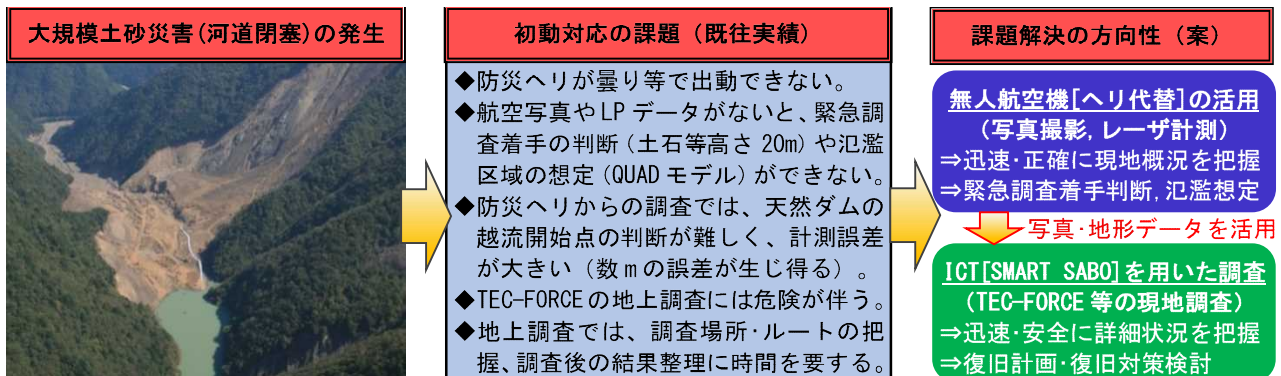 大規模土砂災害(河道閉塞)の発生
初動対応の課題（既往実績）
◆防災ヘリが曇り等で出動できない。
◆航空写真やLPデータがないと、緊急調
査着手の判断(土石等高さ20m)や氾濫
区域の想定(QUADモデル)ができない。
◆防災ヘリからの調査では、天然ダムの
越流開始点の判断が難しく、計測誤差
が大きい（数mの誤差が生じ得る）。
◆TEC-FORCEの地上調査には危険が伴う。
◆地上調査では、調査場所･ルートの把
握、調査後の結果整理に時間を要する。
課題解決の方向性（案）
無人航空機[ヘリ代替]の活用
（写真撮影,レーザ計測）
⇒迅速･正確に現地概況を把握
⇒緊急調査着手判断,氾濫想定
写真･地形データを活用
ICT[SMART SABO]を用いた調査
（TEC-FORCE等の現地調査）
⇒迅速･安全に詳細状況を把握
⇒復旧計画･復旧対策検討